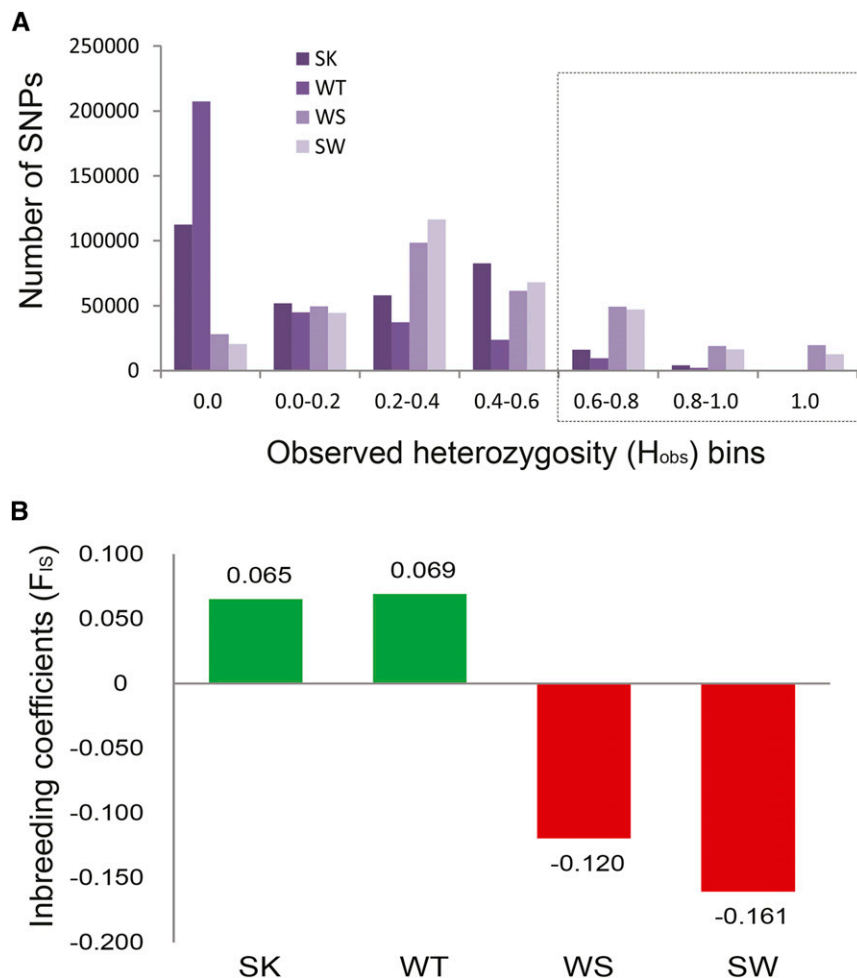 A
250000
200000
150000
100000
50000
0
Number of SNPs
SK
WT
WS
SW
0.0 0.0-0.2 0.2-0.4 0.4-0.6 0.6-0.8 0.8-1.0 1.0
Observed heterozygosity (Hobs) bins
B
0.100
0.050
0
-0.050
-0.100
-0.150
-0.200
Inbreeding coefficients (FIS)
0.065 0.069
-0.120
-0.161
SK WT WS SW